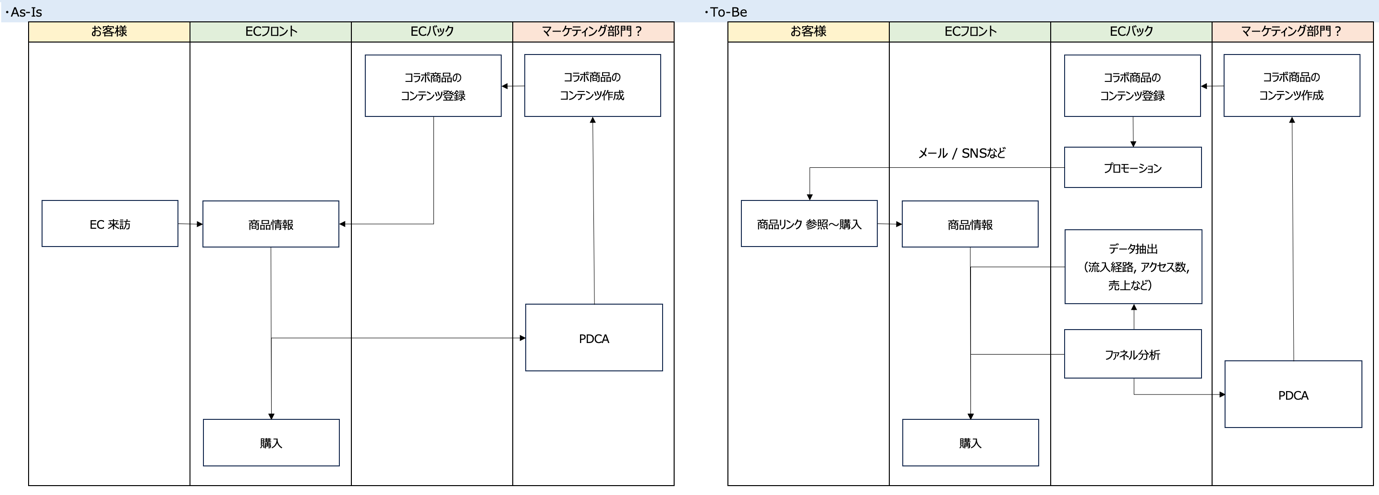 ・As-Is
お客様
ECフロント
ECバック
マーケティング部門？
コラボ商品の
コンテンツ登録
コラボ商品の
コンテンツ作成
EC 来訪
商品情報
PDCA
購入
・To-Be
お客様
ECフロント
ECバック
マーケティング部門？
コラボ商品の
コンテンツ登録
コラボ商品の
コンテンツ作成
メール / SNSなど
プロモーション
商品リンク 参照～購入
商品情報
データ抽出
（流入経路, アクセス数,
売上など）
ファネル分析
PDCA
購入